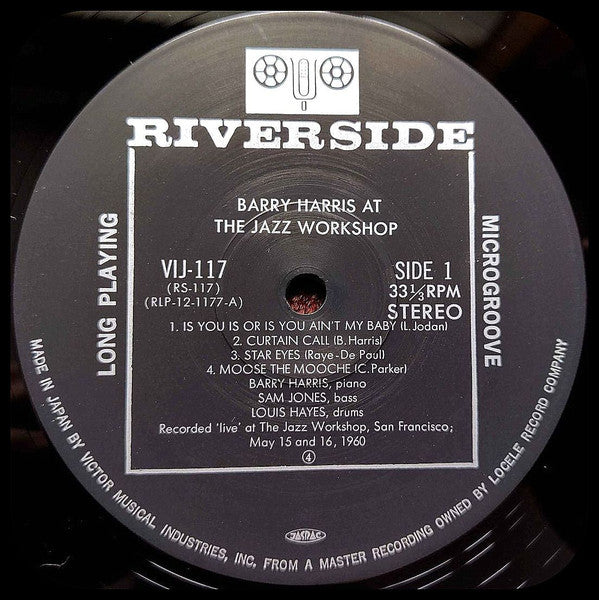 RIVERSIDE
BARRY HARRIS AT
THE JAZZ WORKSHOP
LONG PLAYING
MICROGROOVE
VIJ-117
(RS-117)
(RLP-12-1177-A)
SIDE 1
33⅓RPM
STEREO
1. IS YOU IS OR IS YOU AIN'T MY BABY (L. Jodan)
2. CURTAIN CALL (B. Harris)
3. STAR EYES (Raye-De Paul)
4. MOOSE THE MOOCHE (C. Parker)
BARRY HARRIS, piano
SAM JONES, bass
LOUIS HAYES, drums
Recorded 'live' at The Jazz Workshop, San Francisco;
May 15 and 16, 1960
④
JASRAC
MADE IN JAPAN BY VICTOR MUSICAL INDUSTRIES, INC. FROM A MASTER RECORDING OWNED BY LOCELE RECORD COMPANY